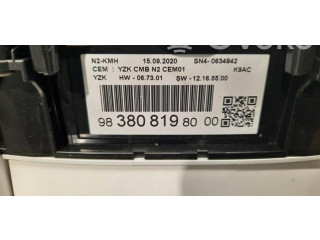 N2-KMH 15.09.2020 SN4- 0634842
CEM : YZK CMB N2 CEM01 K9AC
YZK HW - 06.73.01 SW - 12.16.55.00
98 380 819 80 00